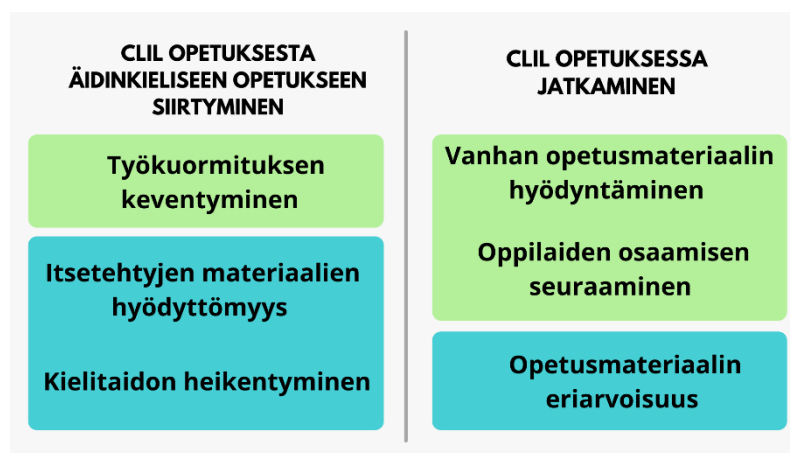 CLIL OPETUKSESTA
ÄIDINKIELISEEN OPETUKSEEN
SIIRTYMINEN
Työkuormituksen
keventyminen
Itsetehtyjen materiaalien
hyödyttömyys
Kielitaidon heikentyminen
CLIL OPETUKSESSA
JATKAMINEN
Vanhan opetusmateriaalin
hyödyntäminen
Oppilaiden osaamisen
seuraaminen
Opetusmateriaalin
eriarvoisuus